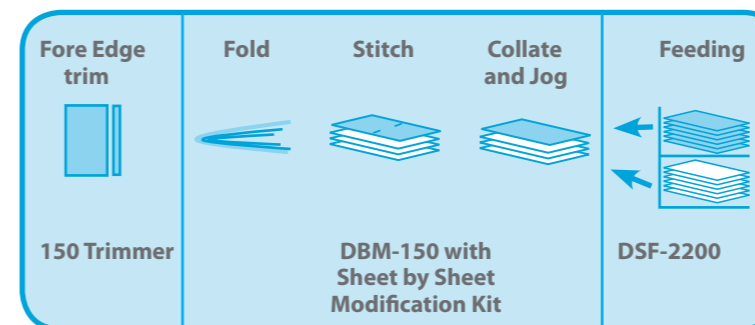 Fore Edge
trim
Fold
Stitch
Collate
and Jog
Feeding
150 Trimmer
DBM-150 with
Sheet by Sheet
Modification Kit
DSF-2200